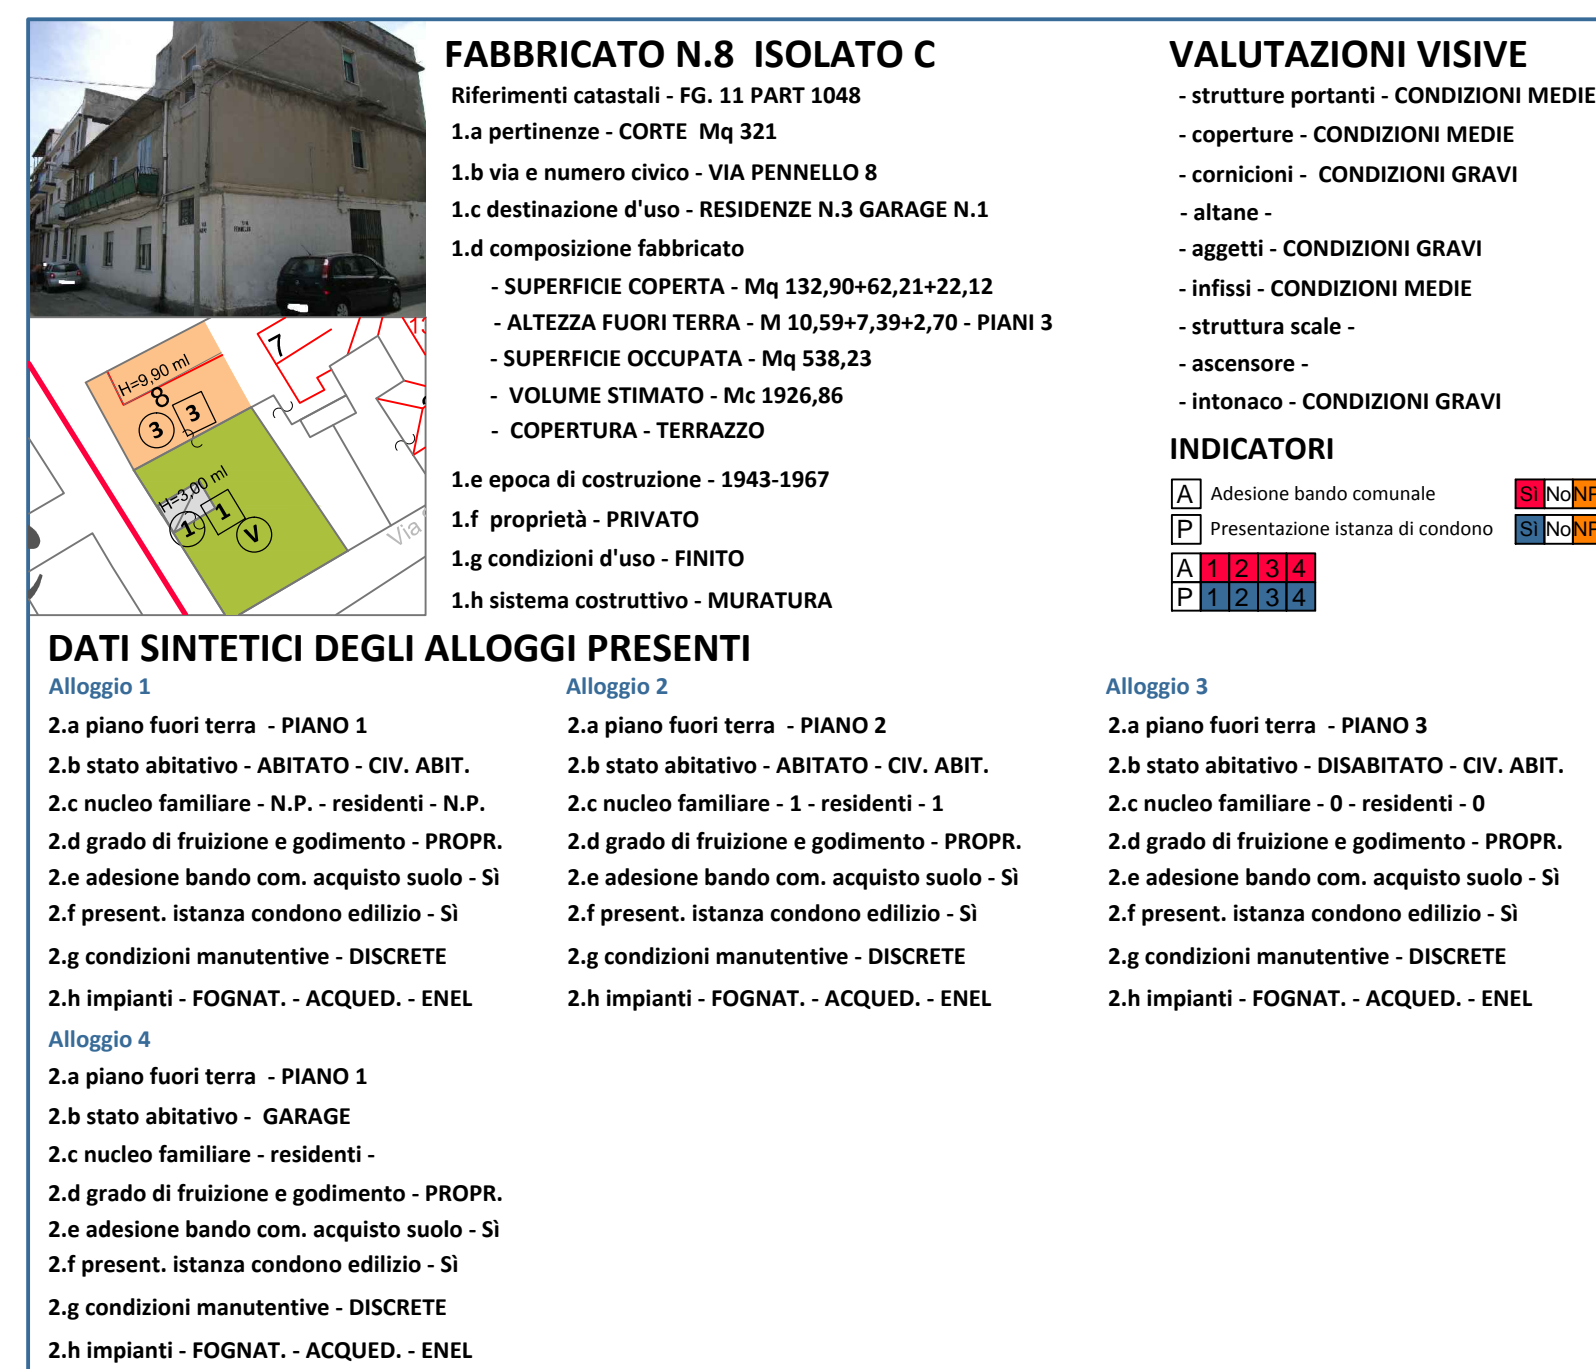 FABBRICATO N.8 ISOLATO C
Riferimenti catastali - FG. 11 PART 1048
1.a pertinenze - CORTE Mq 321
1.b via e numero civico - VIA PENNELLO 8
1.c destinazione d'uso - RESIDENZE N.3 GARAGE N.1
1.d composizione fabbricato
- SUPERFICIE COPERTA - Mq 132,90+62,21+22,12
- ALTEZZA FUORI TERRA - M 10,59+7,39+2,70 - PIANI 3
- SUPERFICIE OCCUPATA - Mq 538,23
- VOLUME STIMATO - Mc 1926,86
- COPERTURA - TERRAZZO
1.e epoca di costruzione - 1943-1967
1.f proprietà - PRIVATO
1.g condizioni d'uso - FINITO
1.h sistema costruttivo - MURATURA
H=9,90 ml
8
3 3
7
H=3,00 ml
1 1
V
Via
VALUTAZIONI VISIVE
- strutture portanti - CONDIZIONI MEDIE
- coperture - CONDIZIONI MEDIE
- cornicioni - CONDIZIONI GRAVI
- altane -
- aggetti - CONDIZIONI GRAVI
- infissi - CONDIZIONI MEDIE
- struttura scale -
- ascensore -
- intonaco - CONDIZIONI GRAVI
INDICATORI
A Adesione bando comunale Sì No NP
P Presentazione istanza di condono Sì No NP
A 1 2 3 4
P 1 2 3 4
DATI SINTETICI DEGLI ALLOGGI PRESENTI
Alloggio 1
2.a piano fuori terra - PIANO 1
2.b stato abitativo - ABITATO - CIV. ABIT.
2.c nucleo familiare - N.P. - residenti - N.P.
2.d grado di fruizione e godimento - PROPR.
2.e adesione bando com. acquisto suolo - Sì
2.f present. istanza condono edilizio - Sì
2.g condizioni manutentive - DISCRETE
2.h impianti - FOGNAT. - ACQUED. - ENEL
Alloggio 2
2.a piano fuori terra - PIANO 2
2.b stato abitativo - ABITATO - CIV. ABIT.
2.c nucleo familiare - 1 - residenti - 1
2.d grado di fruizione e godimento - PROPR.
2.e adesione bando com. acquisto suolo - Sì
2.f present. istanza condono edilizio - Sì
2.g condizioni manutentive - DISCRETE
2.h impianti - FOGNAT. - ACQUED. - ENEL
Alloggio 3
2.a piano fuori terra - PIANO 3
2.b stato abitativo - DISABITATO - CIV. ABIT.
2.c nucleo familiare - 0 - residenti - 0
2.d grado di fruizione e godimento - PROPR.
2.e adesione bando com. acquisto suolo - Sì
2.f present. istanza condono edilizio - Sì
2.g condizioni manutentive - DISCRETE
2.h impianti - FOGNAT. - ACQUED. - ENEL
Alloggio 4
2.a piano fuori terra - PIANO 1
2.b stato abitativo - GARAGE
2.c nucleo familiare - residenti -
2.d grado di fruizione e godimento - PROPR.
2.e adesione bando com. acquisto suolo - Sì
2.f present. istanza condono edilizio - Sì
2.g condizioni manutentive - DISCRETE
2.h impianti - FOGNAT. - ACQUED. - ENEL